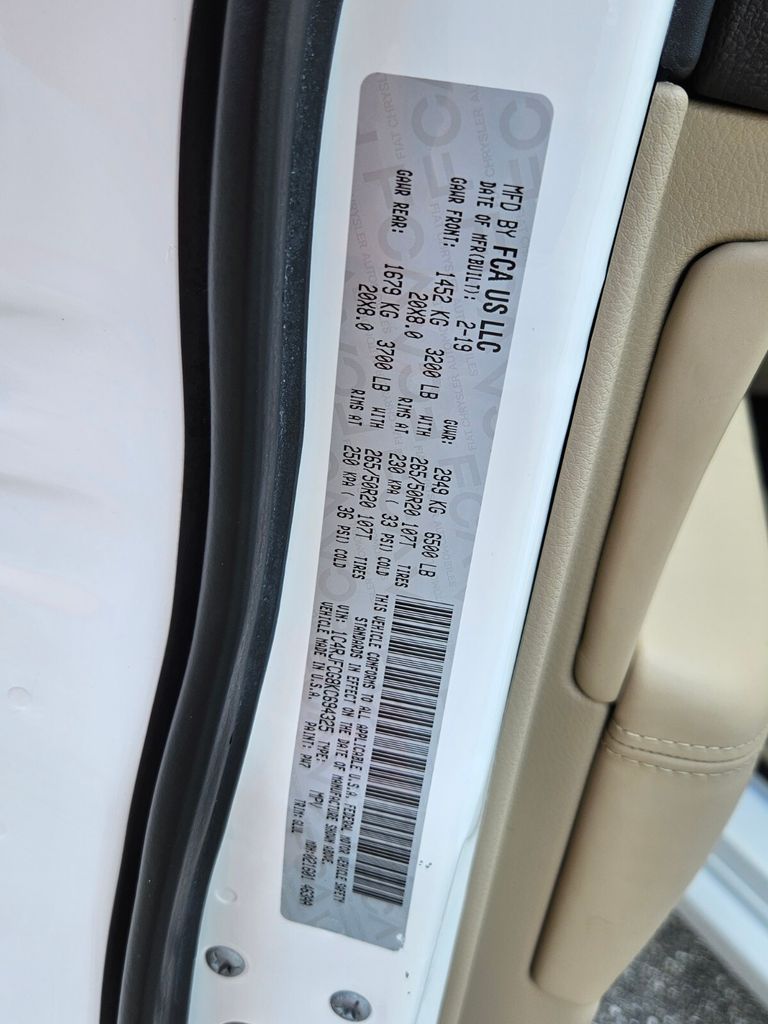 MFD BY FCA US LLC
DATE OF MFR(BUILT): 2-19 GVWR: 2949 KG 6500 LB
GAWR FRONT: 1452 KG 3200 LB WITH 265/50R20 107T TIRES
20X8.0 RIMS AT 230 KPA ( 33 PSI) COLD
GAWR REAR: 1679 KG 3700 LB WITH 265/50R20 107T TIRES
20X8.0 RIMS AT 250 KPA ( 36 PSI) COLD
THIS VEHICLE CONFORMS TO ALL APPLICABLE U.S.A. FEDERAL MOTOR VEHICLE SAFETY
STANDARDS IN EFFECT ON THE DATE OF MANUFACTURE SHOWN ABOVE.
VIN: 1C4RJFCG8KC694325 TYPE: MPV
VEHICLE MADE IN U.S.A. PAINT: PW7